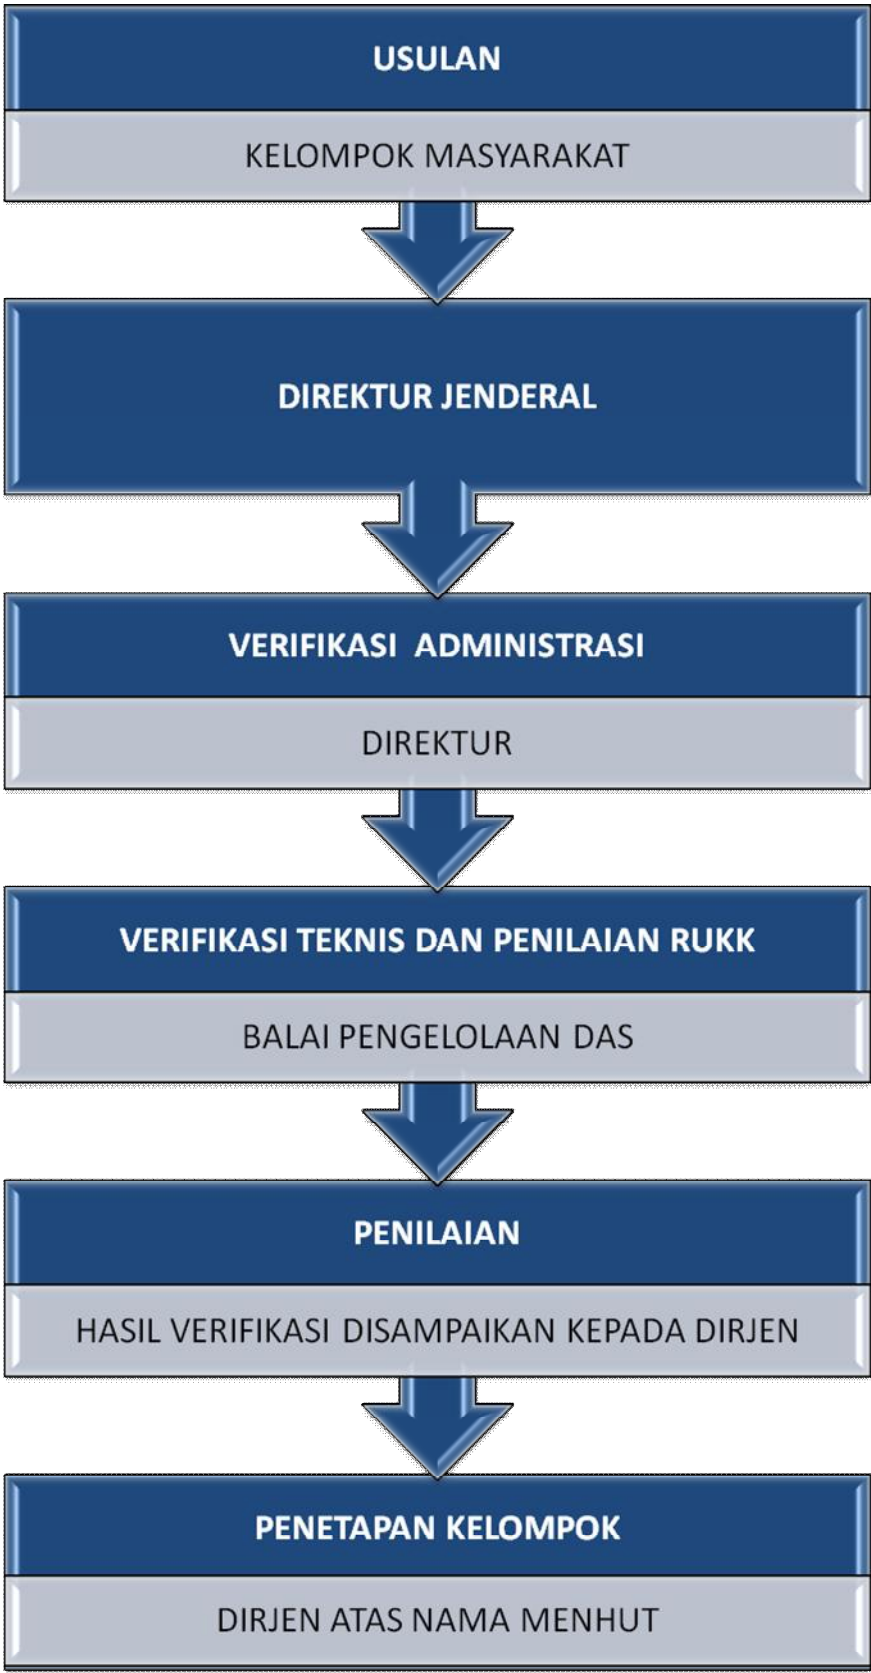 USULAN
KELOMPOK MASYARAKAT
DIREKTUR JENDERAL
VERIFIKASI ADMINISTRASI
DIREKTUR
VERIFIKASI TEKNIS DAN PENILAIAN RUKK
BALAI PENGELOLAAN DAS
PENILAIAN
HASIL VERIFIKASI DISAMPAIKAN KEPADA DIRJEN
PENETAPAN KELOMPOK
DIRJEN ATAS NAMA MENHUT